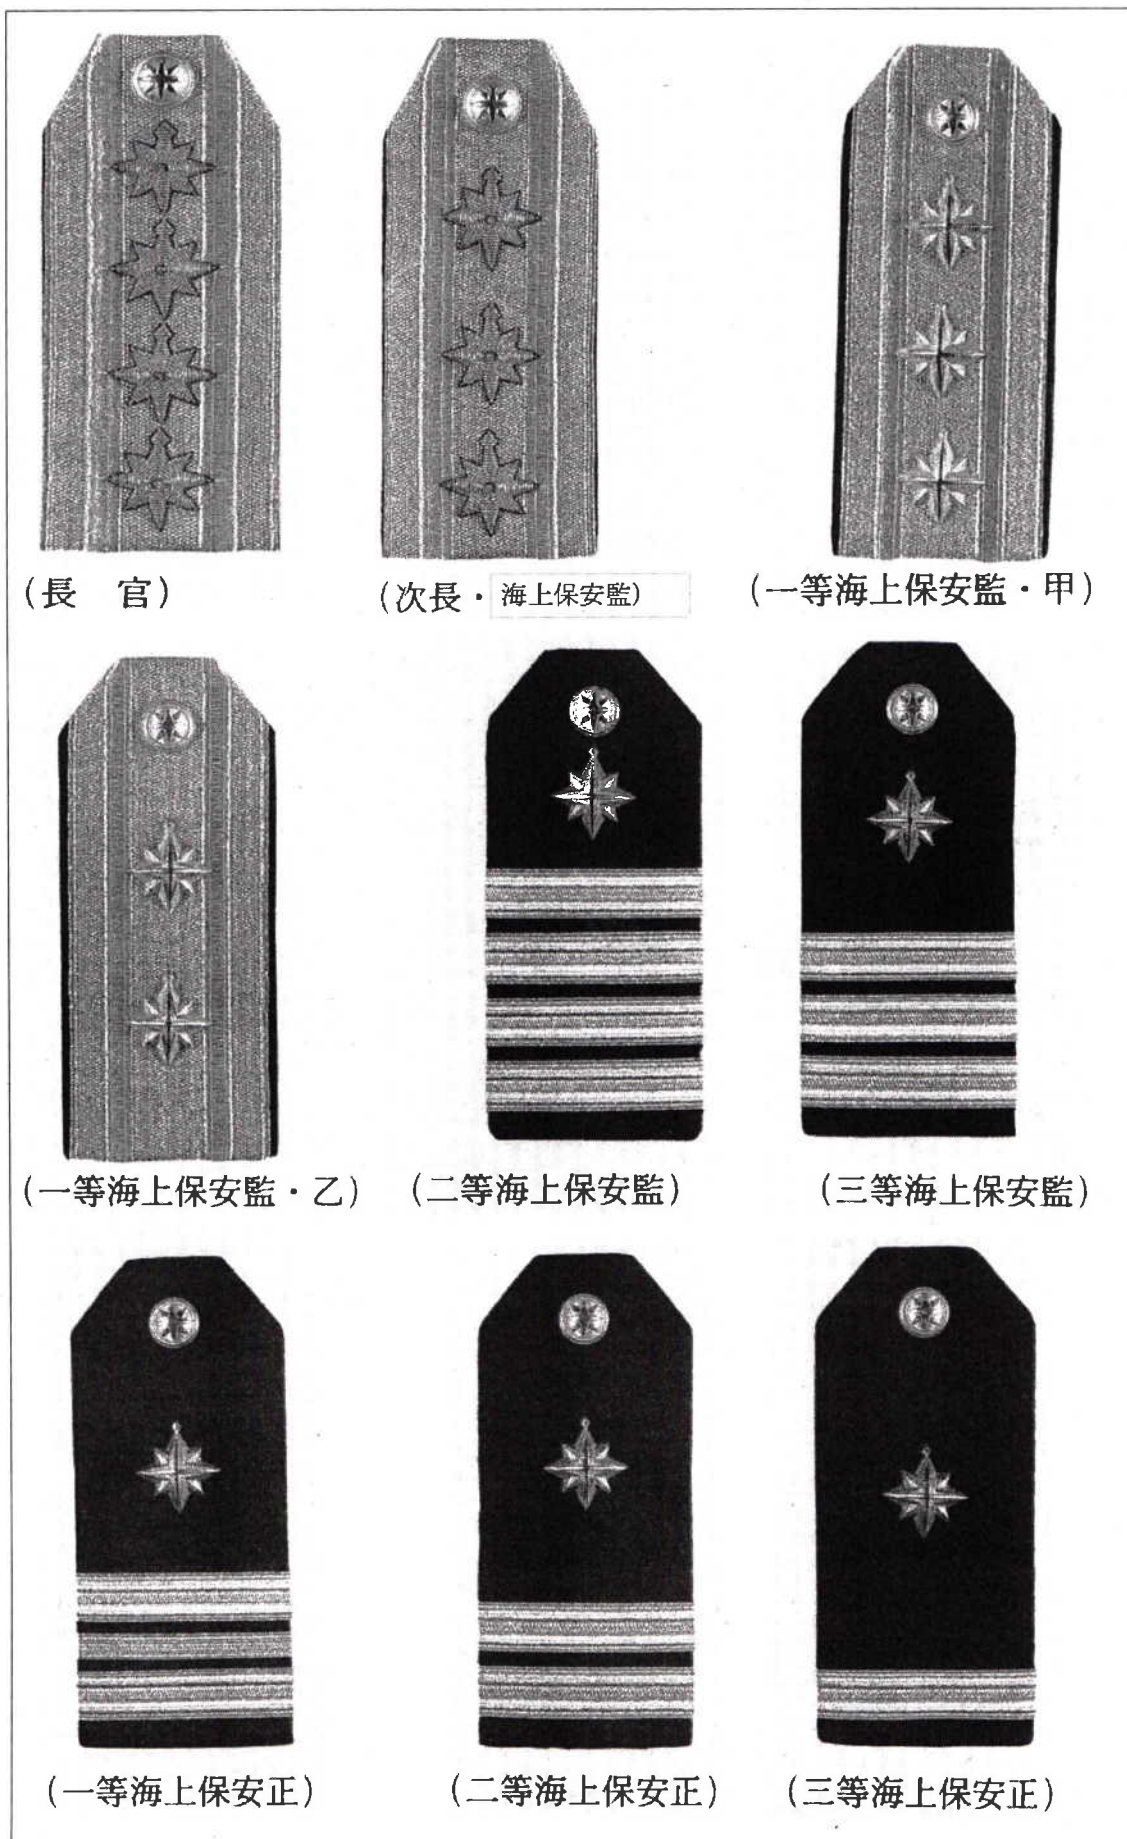 (長　官)
(次長・海上保安監)
(一等海上保安監・甲)
(一等海上保安監・乙)
(二等海上保安監)
(三等海上保安監)
(一等海上保安正)
(二等海上保安正)
(三等海上保安正)